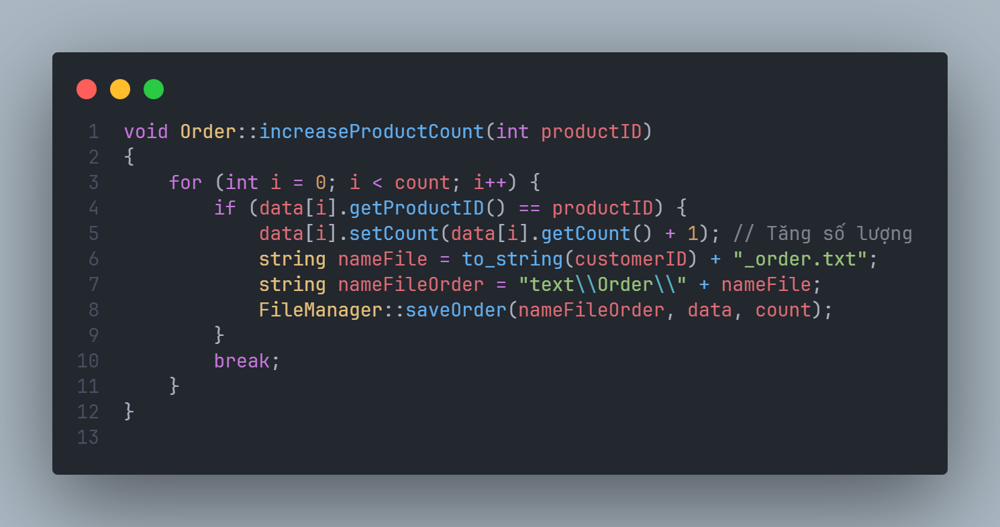 1 void Order::increaseProductCount(int productID)
2 {
3     for (int i = 0; i < count; i++) {
4         if (data[i].getProductID() == productID) {
5             data[i].setCount(data[i].getCount() + 1); // Tăng số lượng
6             string nameFile = to_string(customerID) + "_order.txt";
7             string nameFileOrder = "text\\Order\\" + nameFile;
8             FileManager::saveOrder(nameFileOrder, data, count);
9         }
10         break;
11     }
12 }
13